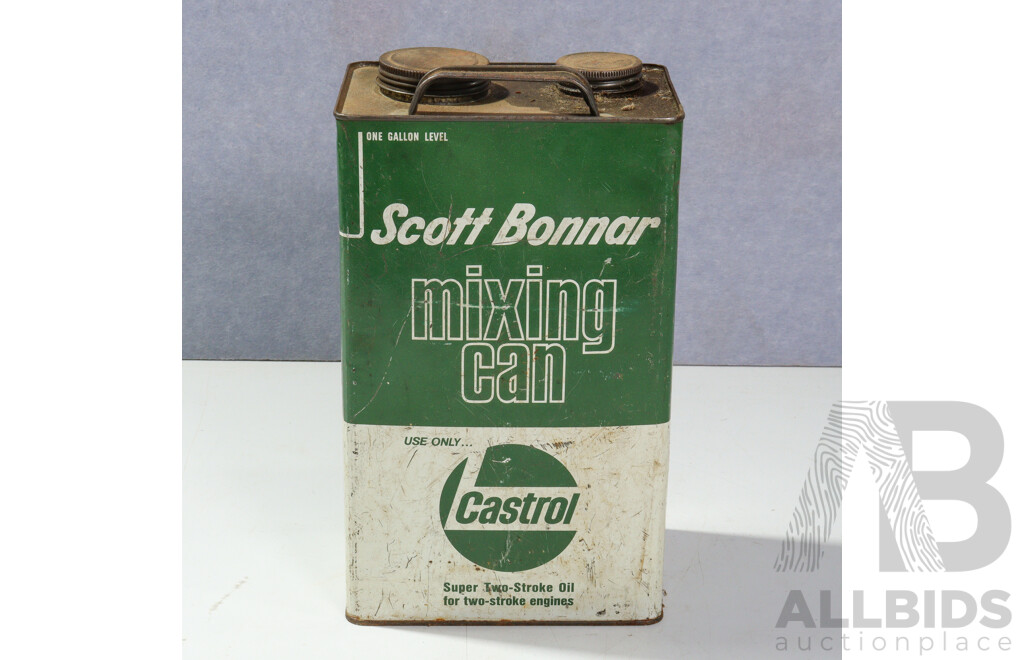 ONE GALLON LEVEL
Scott Bonnar
mixing
can
USE ONLY...
Castrol
Super Two-Stroke Oil
for two-stroke engines
AB
ALLBIDS
auctionplace